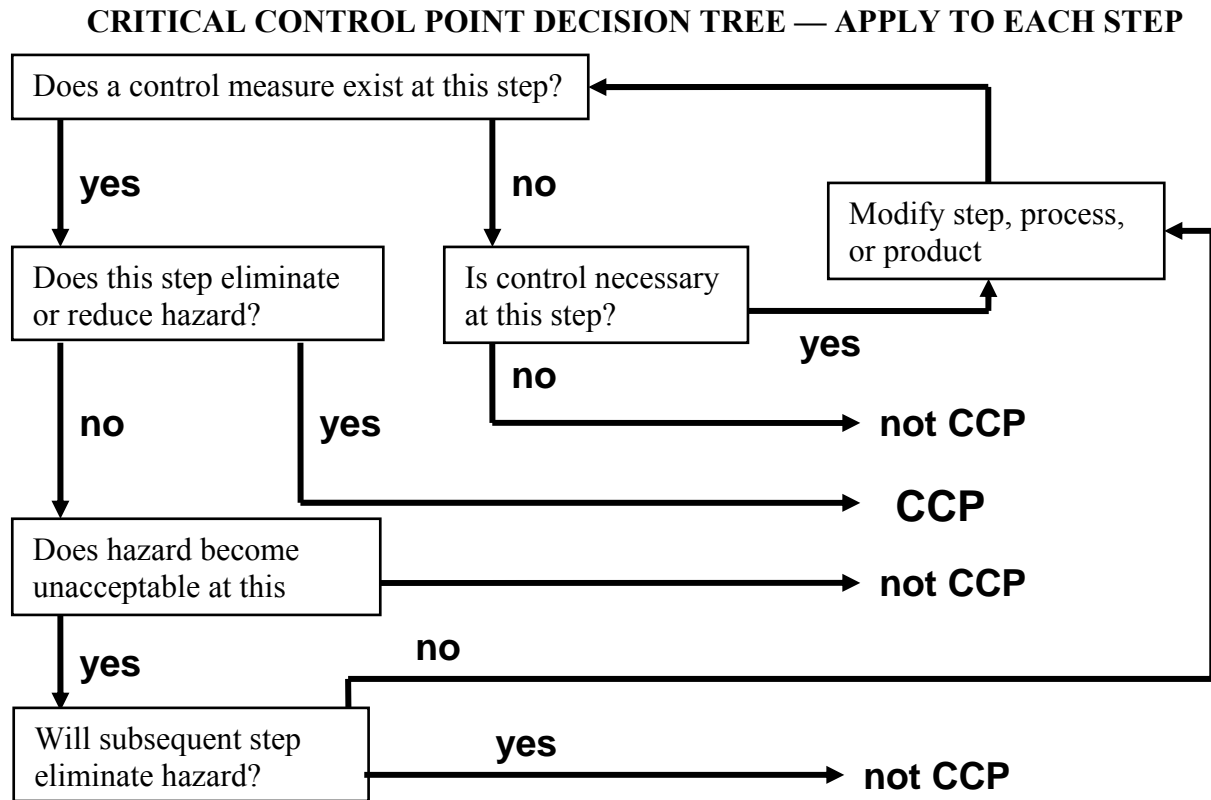 CRITICAL CONTROL POINT DECISION TREE — APPLY TO EACH STEP
Does a control measure exist at this step?
yes
no
Modify step, process,
or product
Does this step eliminate
or reduce hazard?
Is control necessary
at this step?
yes
no
no
yes
not CCP
CCP
Does hazard become
unacceptable at this
not CCP
yes
no
Will subsequent step
eliminate hazard?
yes
not CCP